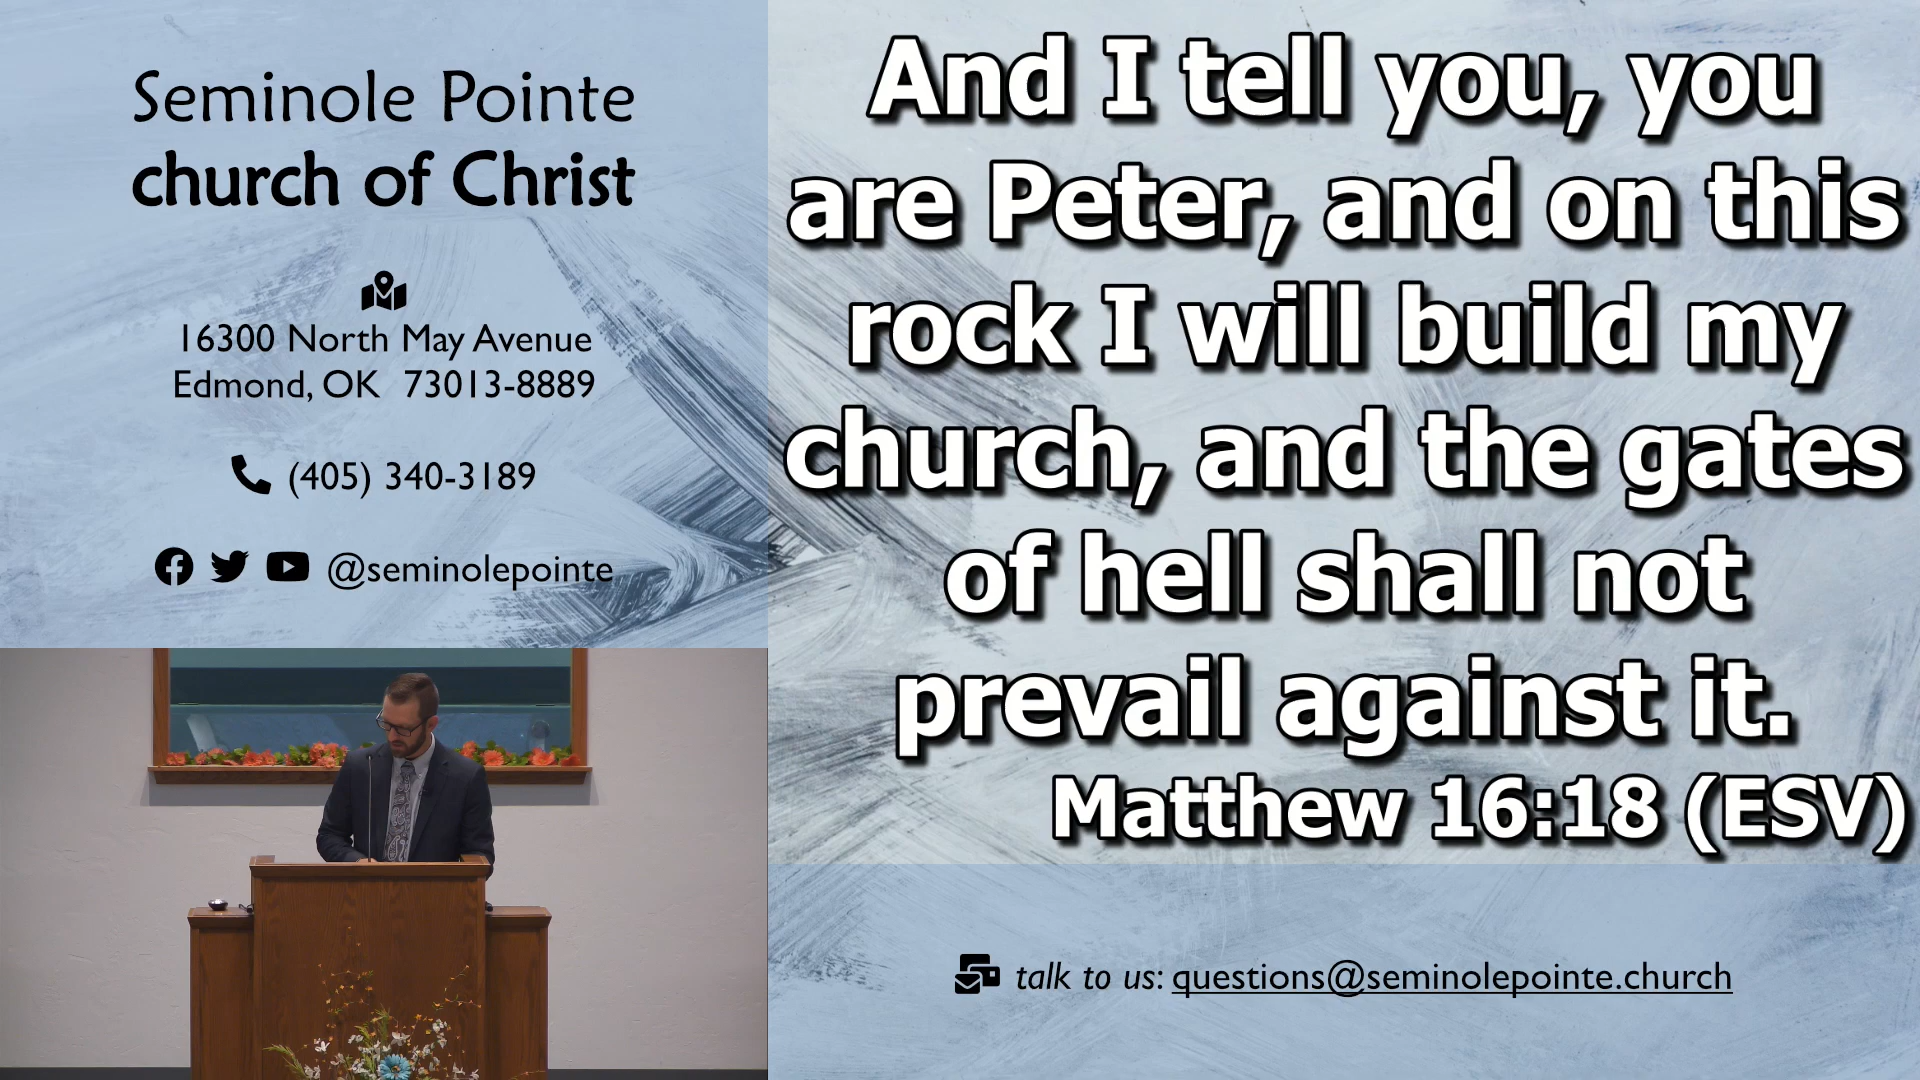 Seminole Pointe
church of Christ
16300 North May Avenue
Edmond, OK 73013-8889
(405) 340-3189
@seminolepointe
And I tell you, you
are Peter, and on this
rock I will build my
church, and the gates
of hell shall not
prevail against it.
Matthew 16:18 (ESV)
talk to us: questions@seminolepointe.church